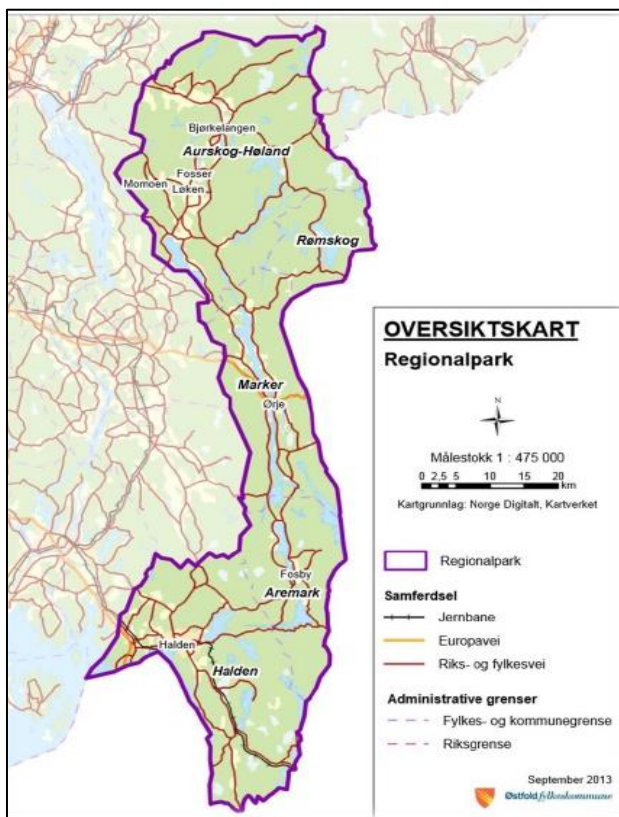 Bjørkelangen
Aurskog-Høland
Fosser
Momoen
Løken
Rømskog
Marker
Ørje
Fosby
Aremark
Halden
Halden
OVERSIKTSKART
Regionalpark
N
Målestokk 1 : 475 000
0 2,5 5 10 15 20
km
Kartgrunnlag: Norge Digitalt, Kartverket
Regionalpark
Samferdsel
Jernbane
Europavei
Riks- og fylkesvei
Administrative grenser
Fylkes- og kommunegrense
Riksgrense
September 2013
Østfold fylkeskommune